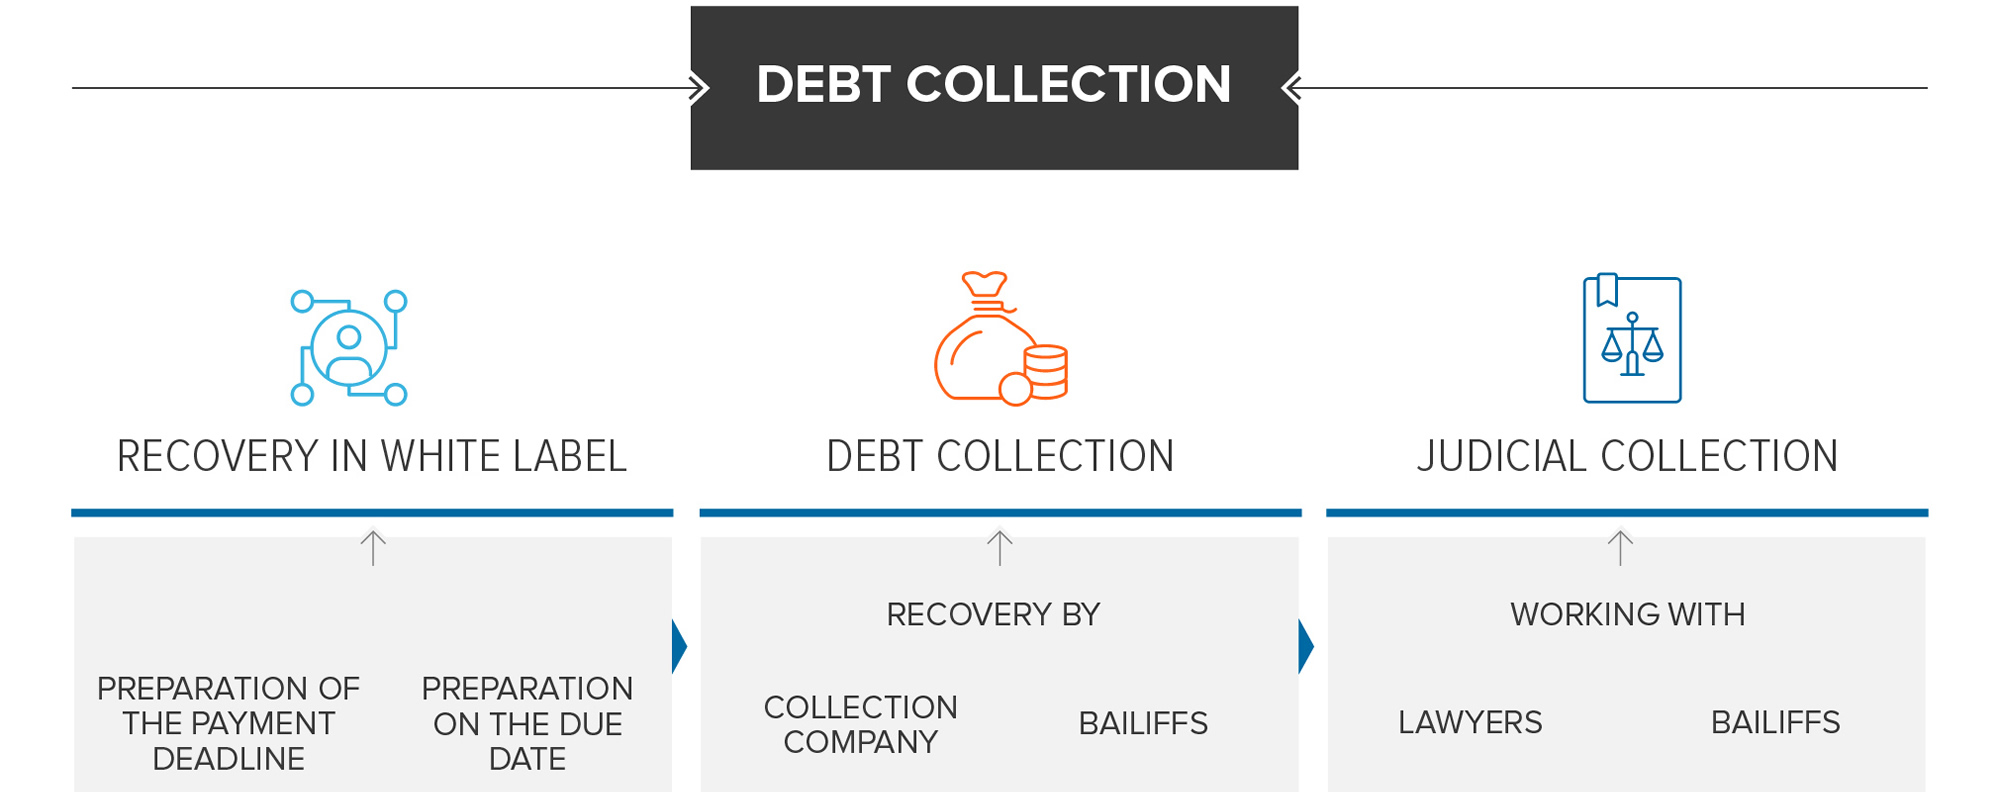 DEBT COLLECTION
RECOVERY IN WHITE LABEL
DEBT COLLECTION
JUDICIAL COLLECTION
PREPARATION OF
THE PAYMENT
DEADLINE
PREPARATION
ON THE DUE
DATE
RECOVERY BY
COLLECTION
COMPANY
BAILIFFS
WORKING WITH
LAWYERS
BAILIFFS